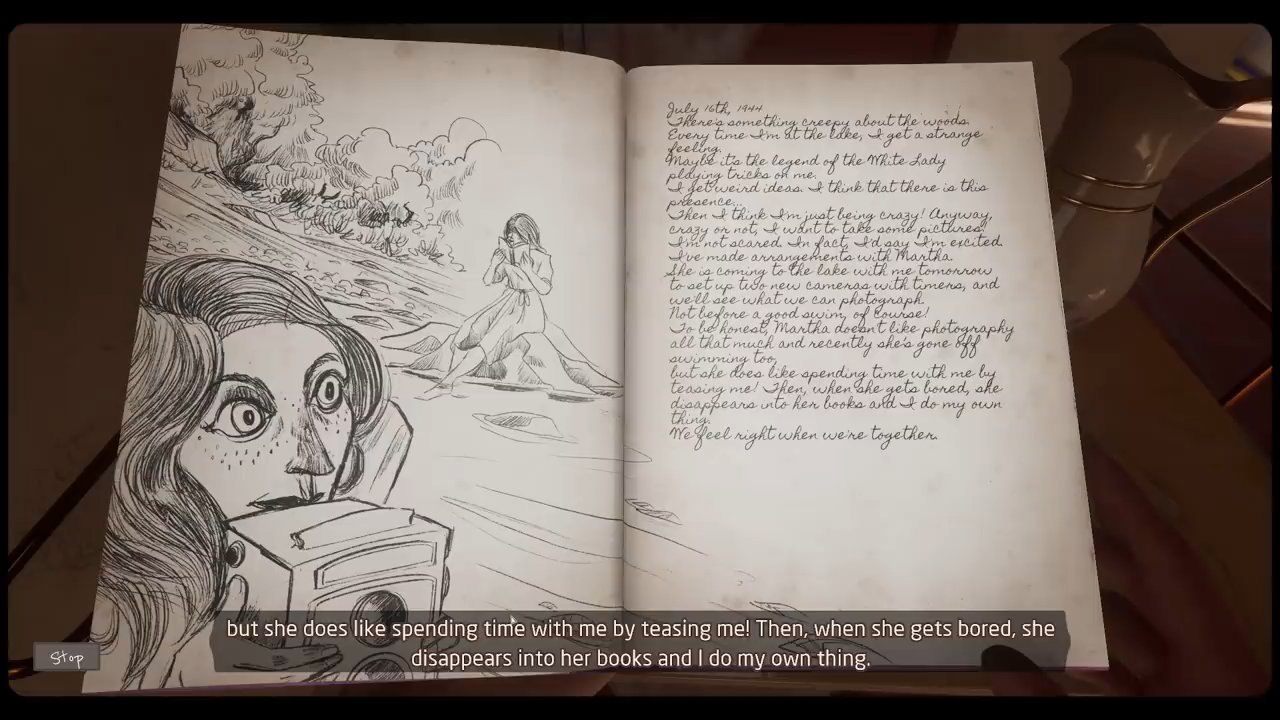 July 16th, 1944
There's something creepy about the woods.
Every time I'm at the lake, I get a strange
feeling.
Maybe it's the legend of the White Lady
playing tricks on me.
I get weird ideas. I think that there is this
presence...
Then I think I'm just being crazy! Anyway,
crazy or not, I want to take some pictures!
I'm not scared. In fact, I'd say I'm excited.
I've made arrangements with Martha.
She is coming to the lake with me tomorrow
to set up two new cameras with timers, and
we'll see what we can photograph.
Not before a good swim, of course!
To be honest, Martha doesn't like photography
all that much and recently she's gone off
swimming too,
but she does like spending time with me by
teasing me! Then, when she gets bored, she
disappears into her books and I do my own
thing.
We feel right when we're together.
but she does like spending time with me by teasing me! Then, when she gets bored, she
disappears into her books and I do my own thing.
Stop